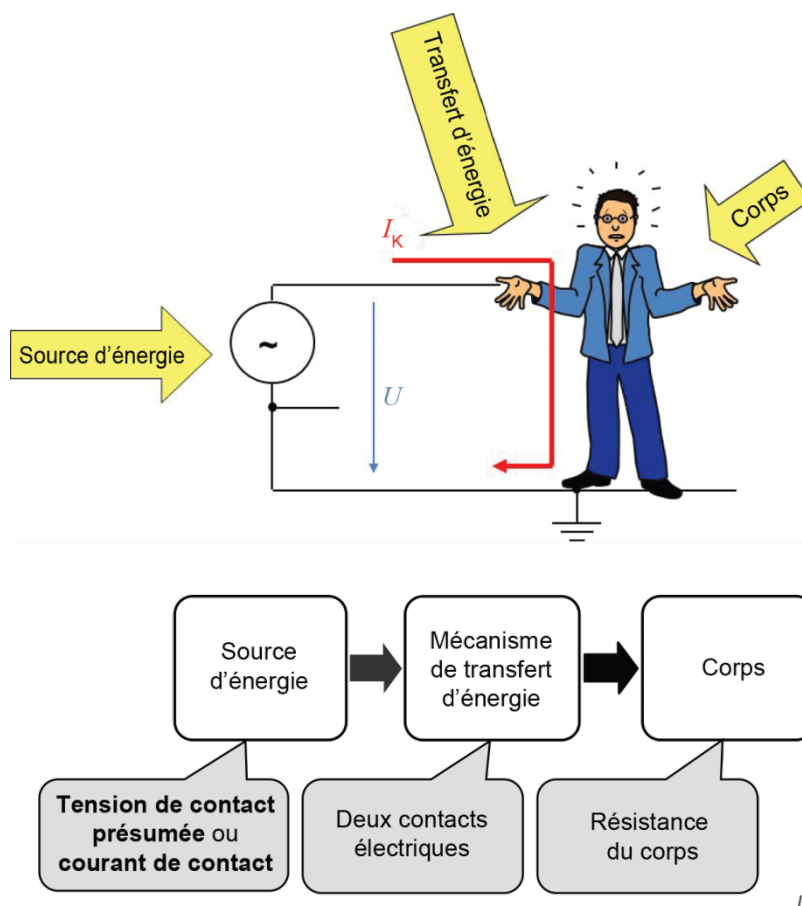 Transfert d'énergie
Corps
I_K
Source d'énergie
~
U
Source
d'énergie
Mécanisme
de transfert
d'énergie
Corps
Tension de contact
présumée ou
courant de contact
Deux contacts
électriques
Résistance
du corps